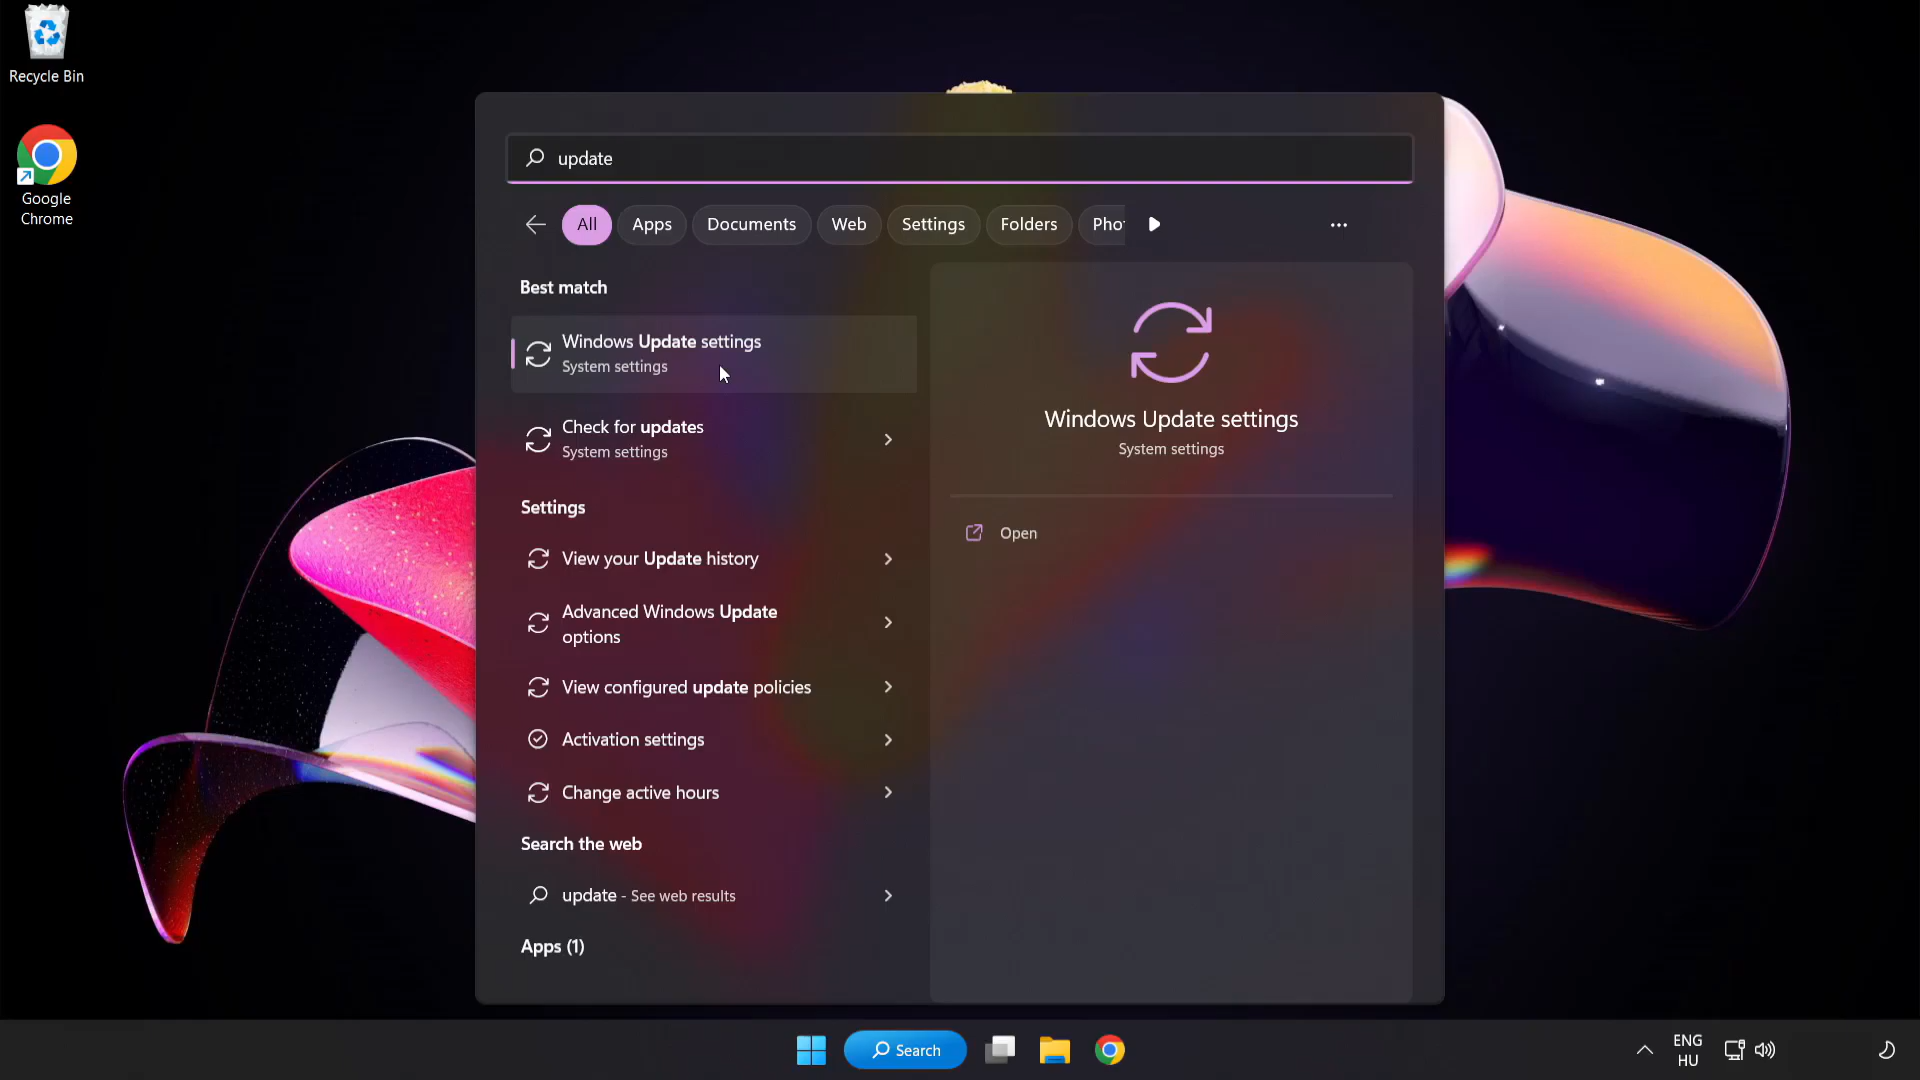 Recycle Bin
Google
Chrome
update
All
Apps
Documents
Web
Settings
Folders
Pho
Best match
Windows Update settings
System settings
Check for updates
System settings
Settings
View your Update history
Advanced Windows Update
options
View configured update policies
Activation settings
Change active hours
Search the web
update - See web results
Apps (1)
Windows Update settings
System settings
Open
Search
ENG
HU